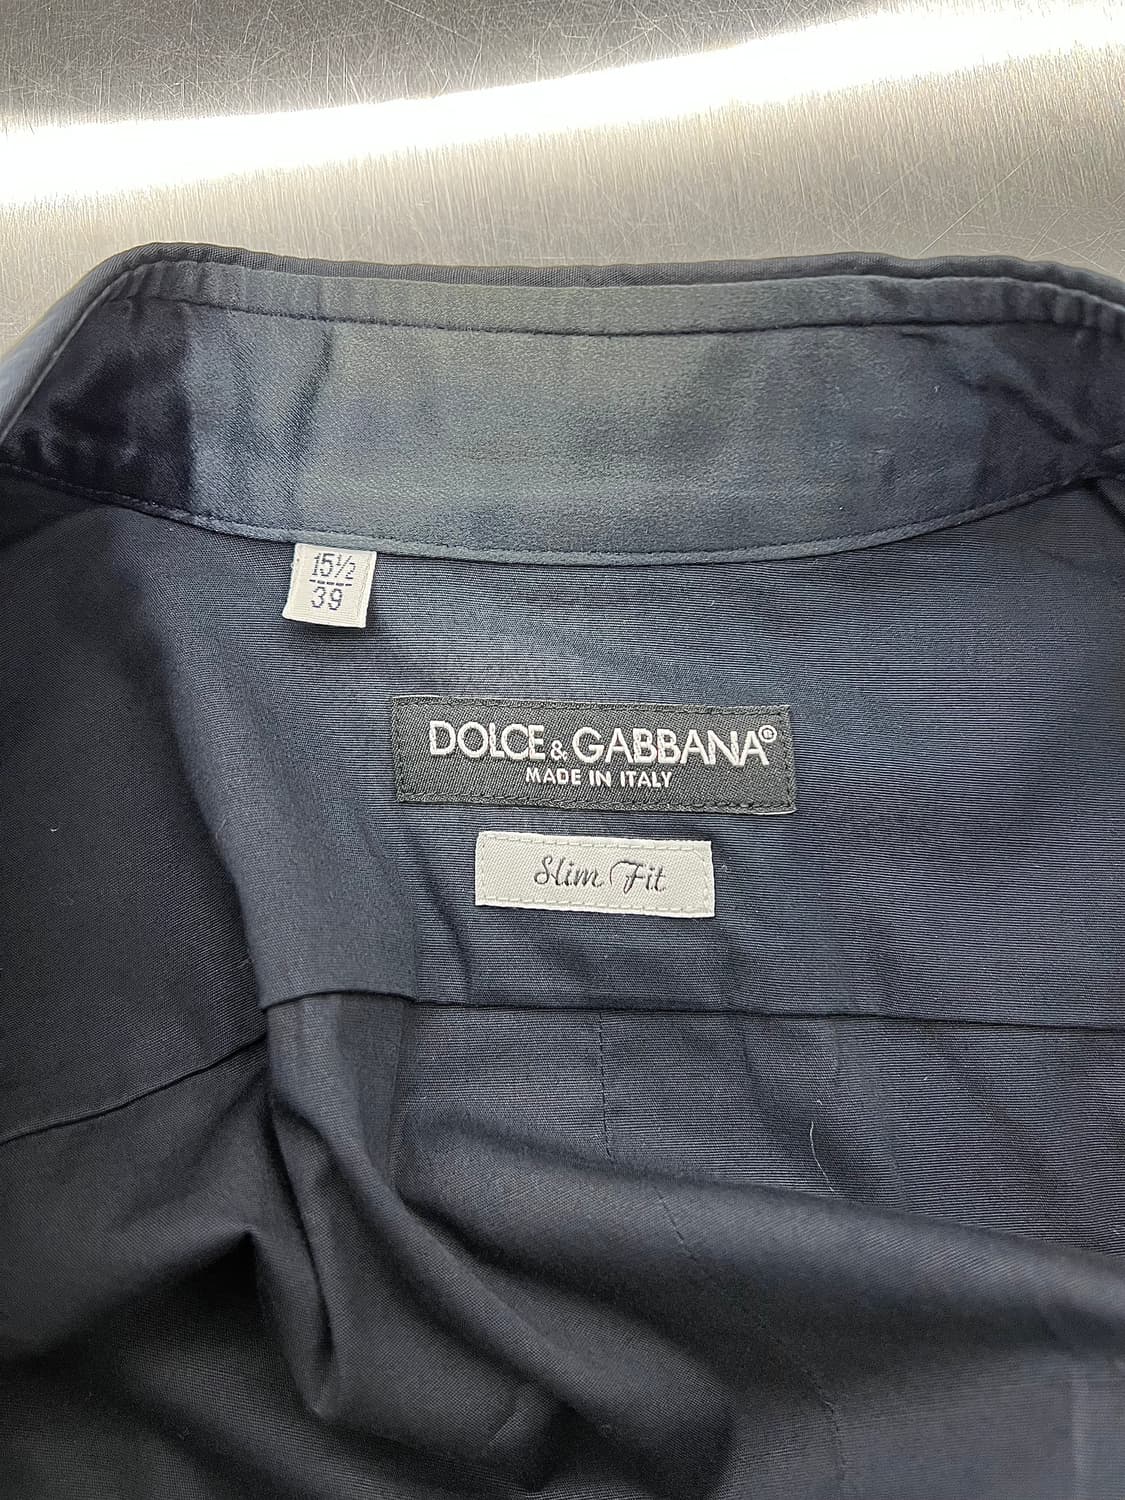 15½
39
DOLCE & GABBANA®
MADE IN ITALY
Slim Fit